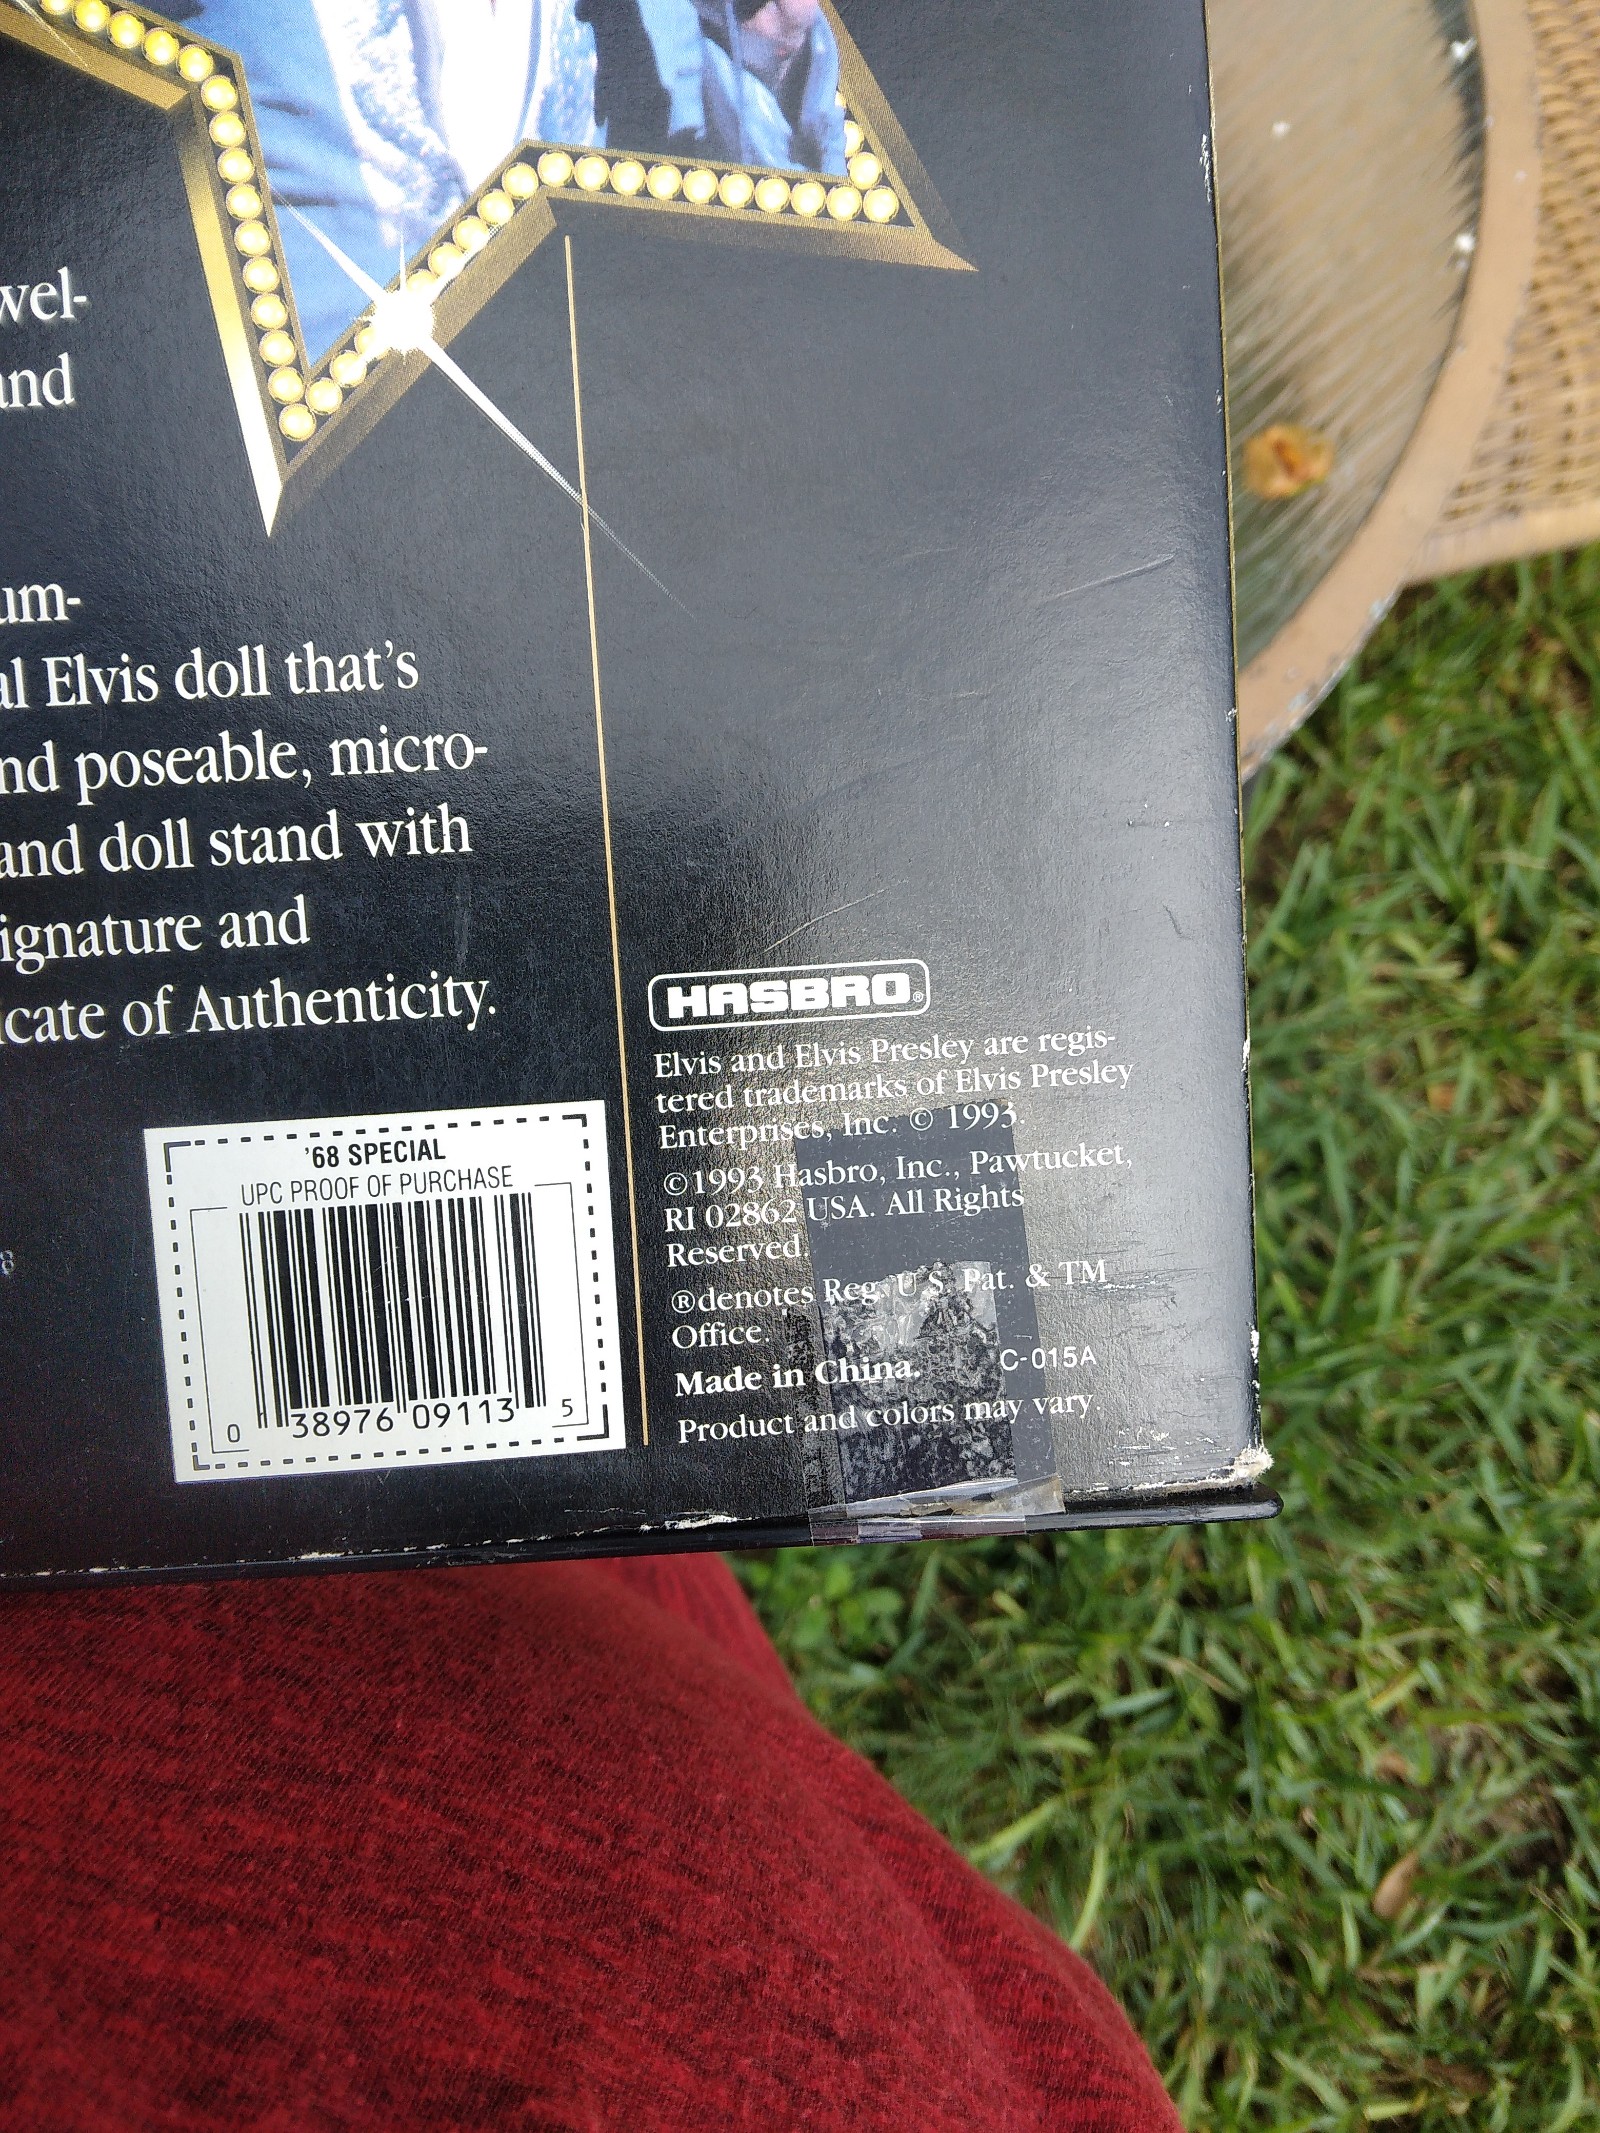 wel-
and
um-
al Elvis doll that's
nd poseable, micro-
and doll stand with
ignature and
icate of Authenticity.
8
'68 SPECIAL
UPC PROOF OF PURCHASE
0 38976 09113 5
HASBRO®
Elvis and Elvis Presley are regis-
tered trademarks of Elvis Presley
Enterprises, Inc. © 1993.
©1993 Hasbro, Inc., Pawtucket,
RI 02862 USA. All Rights
Reserved.
®denotes Reg. U.S. Pat. & TM
Office.
Made in China. C-015A
Product and colors may vary.